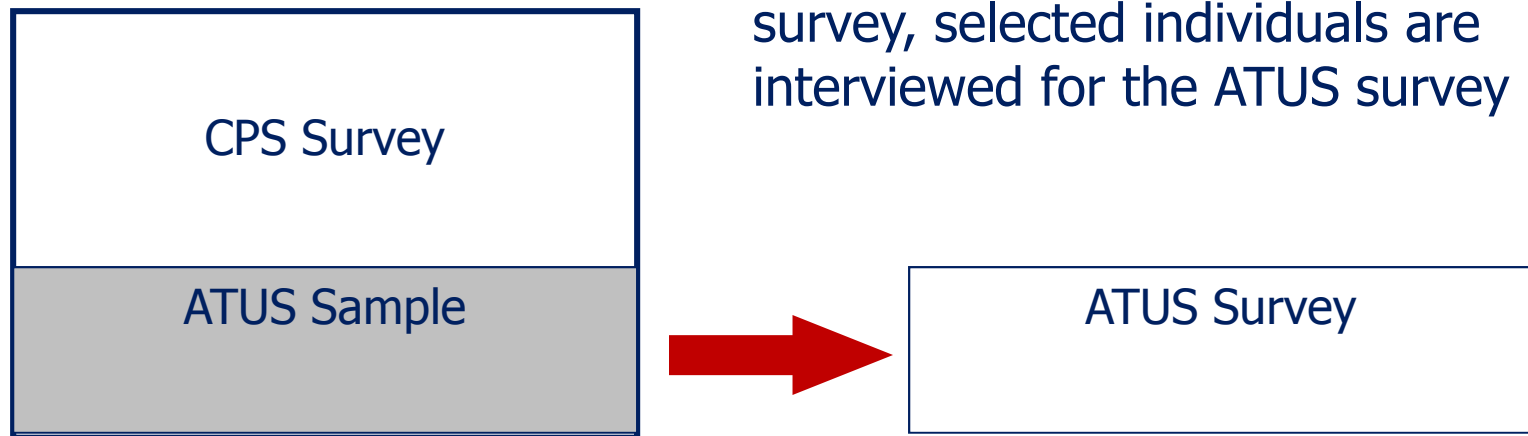 survey, selected individuals are
interviewed for the ATUS survey
CPS Survey
ATUS Sample
ATUS Survey